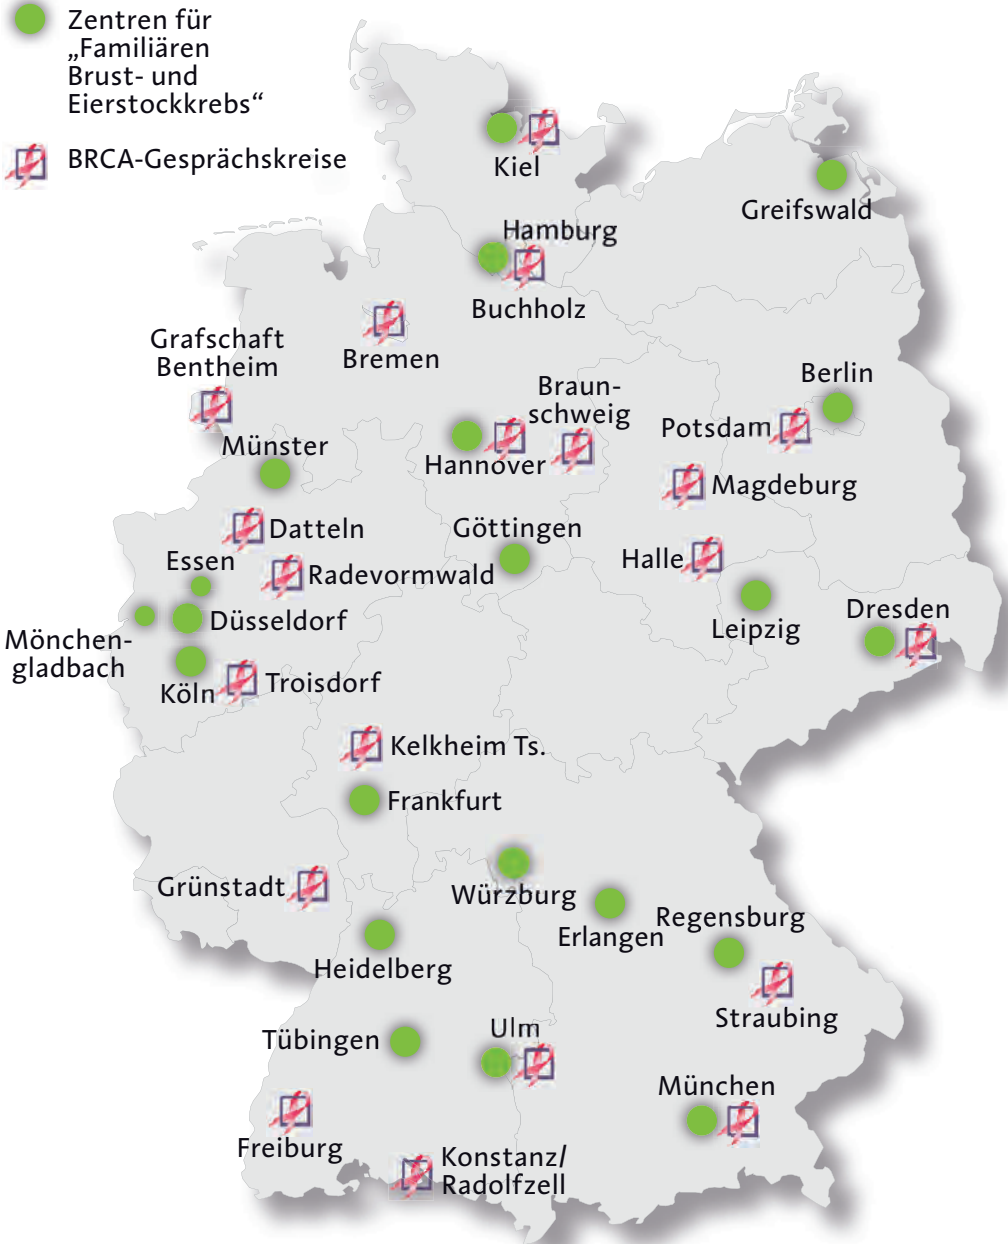 Zentren für
„Familiären
Brust- und
Eierstockkrebs“
BRCA-Gesprächskreise
Kiel
Greifswald
Hamburg
Buchholz
Bremen
Grafschaft
Bentheim
Braun-
schweig
Berlin
Potsdam
Münster
Hannover
Magdeburg
Datteln
Göttingen
Essen
Halle
Radevormwald
Düsseldorf
Leipzig
Dresden
Mönchen-
gladbach
Köln
Troisdorf
Kelkheim Ts.
Frankfurt
Grünstadt
Würzburg
Erlangen
Regensburg
Heidelberg
Straubing
Tübingen
Ulm
München
Freiburg
Konstanz/
Radolfzell